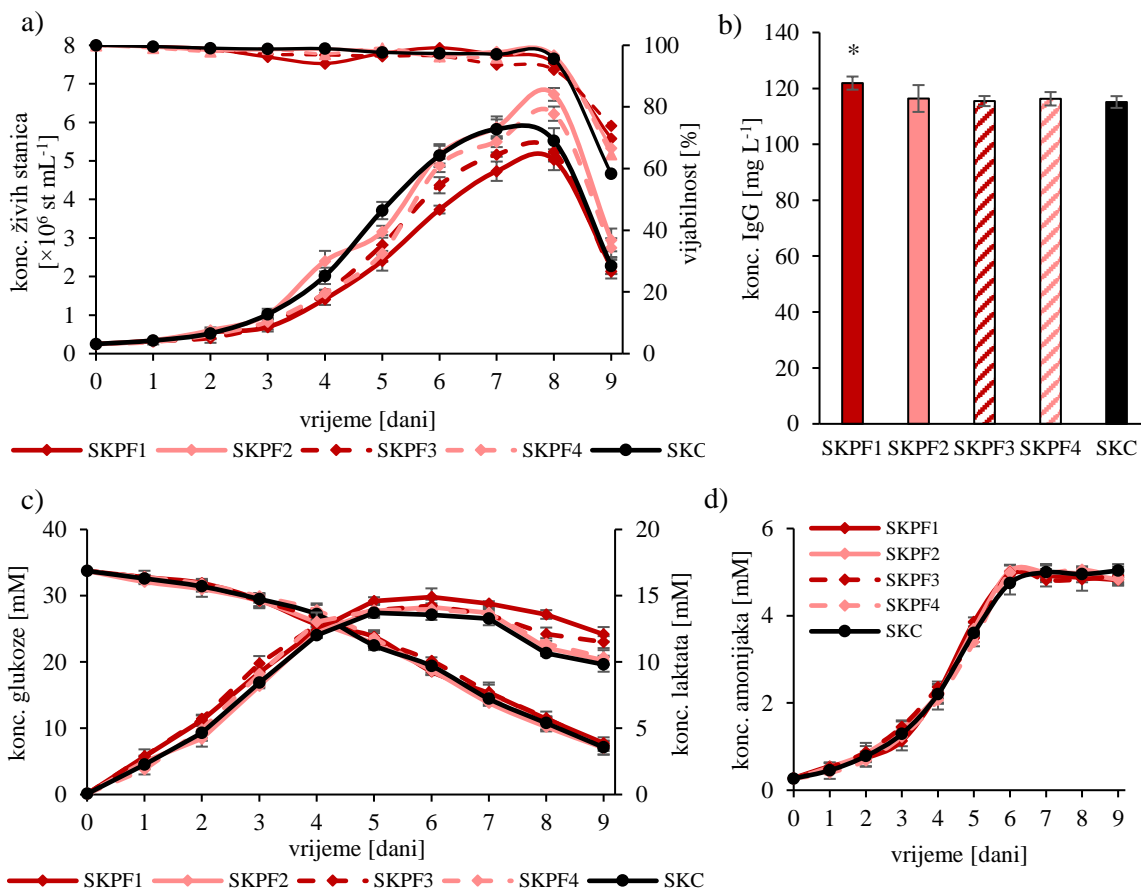 a)
konc. živih stanica
[×10⁶ st mL⁻¹]
8
7
6
5
4
3
2
1
0
100
80
60
40
20
0
vijabilnost [%]
0 1 2 3 4 5 6 7 8 9
vrijeme [dani]
SKPF1 SKPF2 SKPF3 SKPF4 SKC
b)
konc. IgG [mg L⁻¹]
140
120
100
80
60
40
20
0
*
SKPF1 SKPF2 SKPF3 SKPF4 SKC
c)
konc. glukoze [mM]
40
30
20
10
0
20
15
10
5
0
konc. laktata [mM]
0 1 2 3 4 5 6 7 8 9
vrijeme [dani]
SKPF1 SKPF2 SKPF3 SKPF4 SKC
d)
konc. amonijaka [mM]
6
4
2
0
SKPF1
SKPF2
SKPF3
SKPF4
SKC
0 1 2 3 4 5 6 7 8 9
vrijeme [dani]